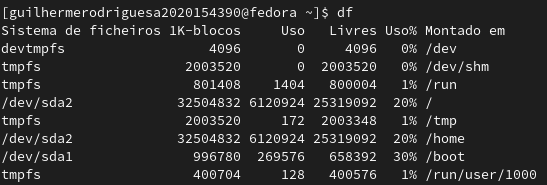 [guilhermerodriguesa2020154390@fedora ~]$ df
Sistema de ficheiros 1K-blocos Uso Livres Uso% Montado em
devtmpfs 4096 0 4096 0% /dev
tmpfs 2003520 0 2003520 0% /dev/shm
tmpfs 801408 1404 800004 1% /run
/dev/sda2 32504832 6120924 25319092 20% /
tmpfs 2003520 172 2003348 1% /tmp
/dev/sda2 32504832 6120924 25319092 20% /home
/dev/sda1 996780 269576 658392 30% /boot
tmpfs 400704 128 400576 1% /run/user/1000